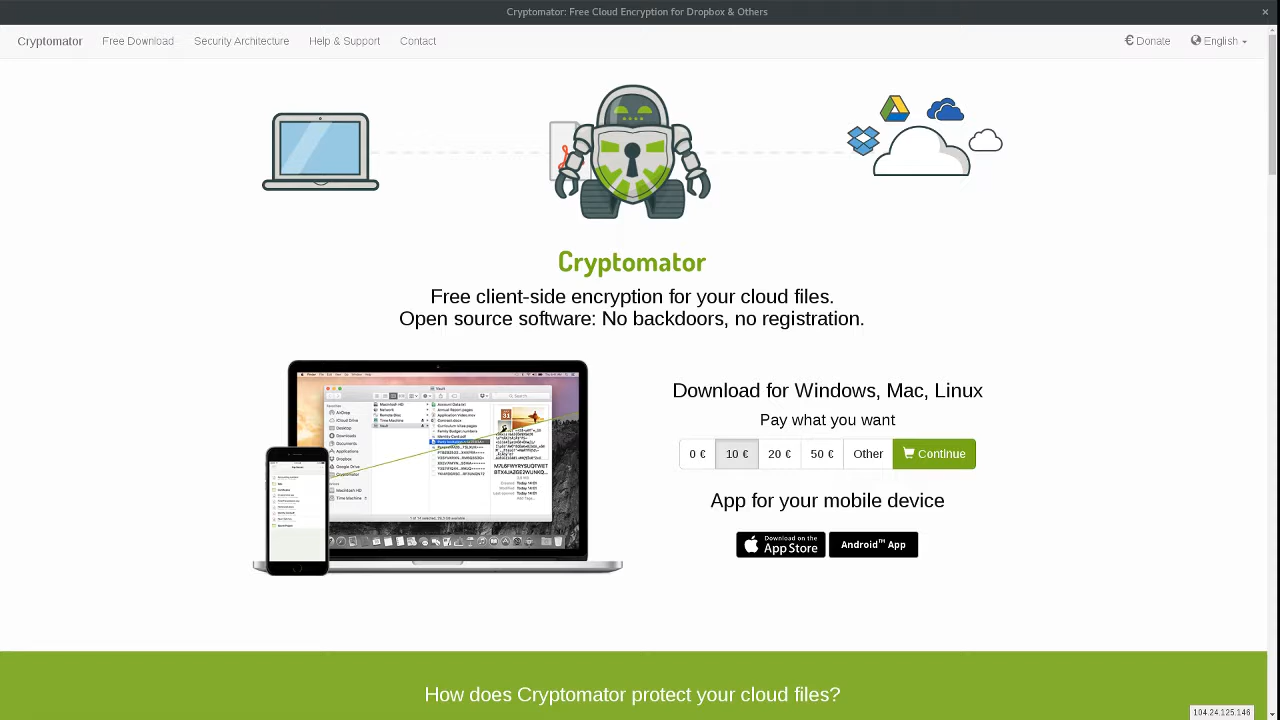 Cryptomator: Free Cloud Encryption for Dropbox & Others
Cryptomator Free Download Security Architecture Help & Support Contact € Donate English
Cryptomator
Free client-side encryption for your cloud files.
Open source software: No backdoors, no registration.
Download for Windows, Mac, Linux
Pay what you want
0 € 10 € 20 € 50 € Other Continue
App for your mobile device
Download on the
App Store
Android™ App
How does Cryptomator protect your cloud files?
104.24.125.146